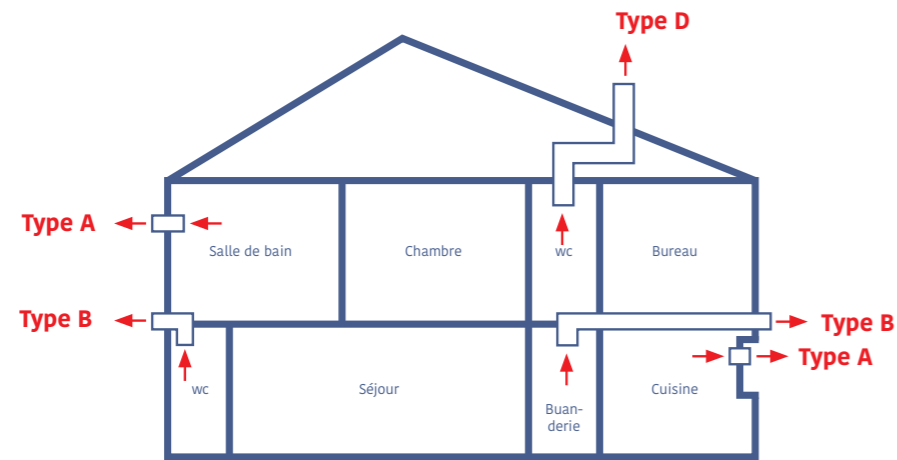 Type D
Type A
Salle de bain
Chambre
wc
Bureau
Type B
Type B
Type A
wc
Séjour
Buan-
derie
Cuisine